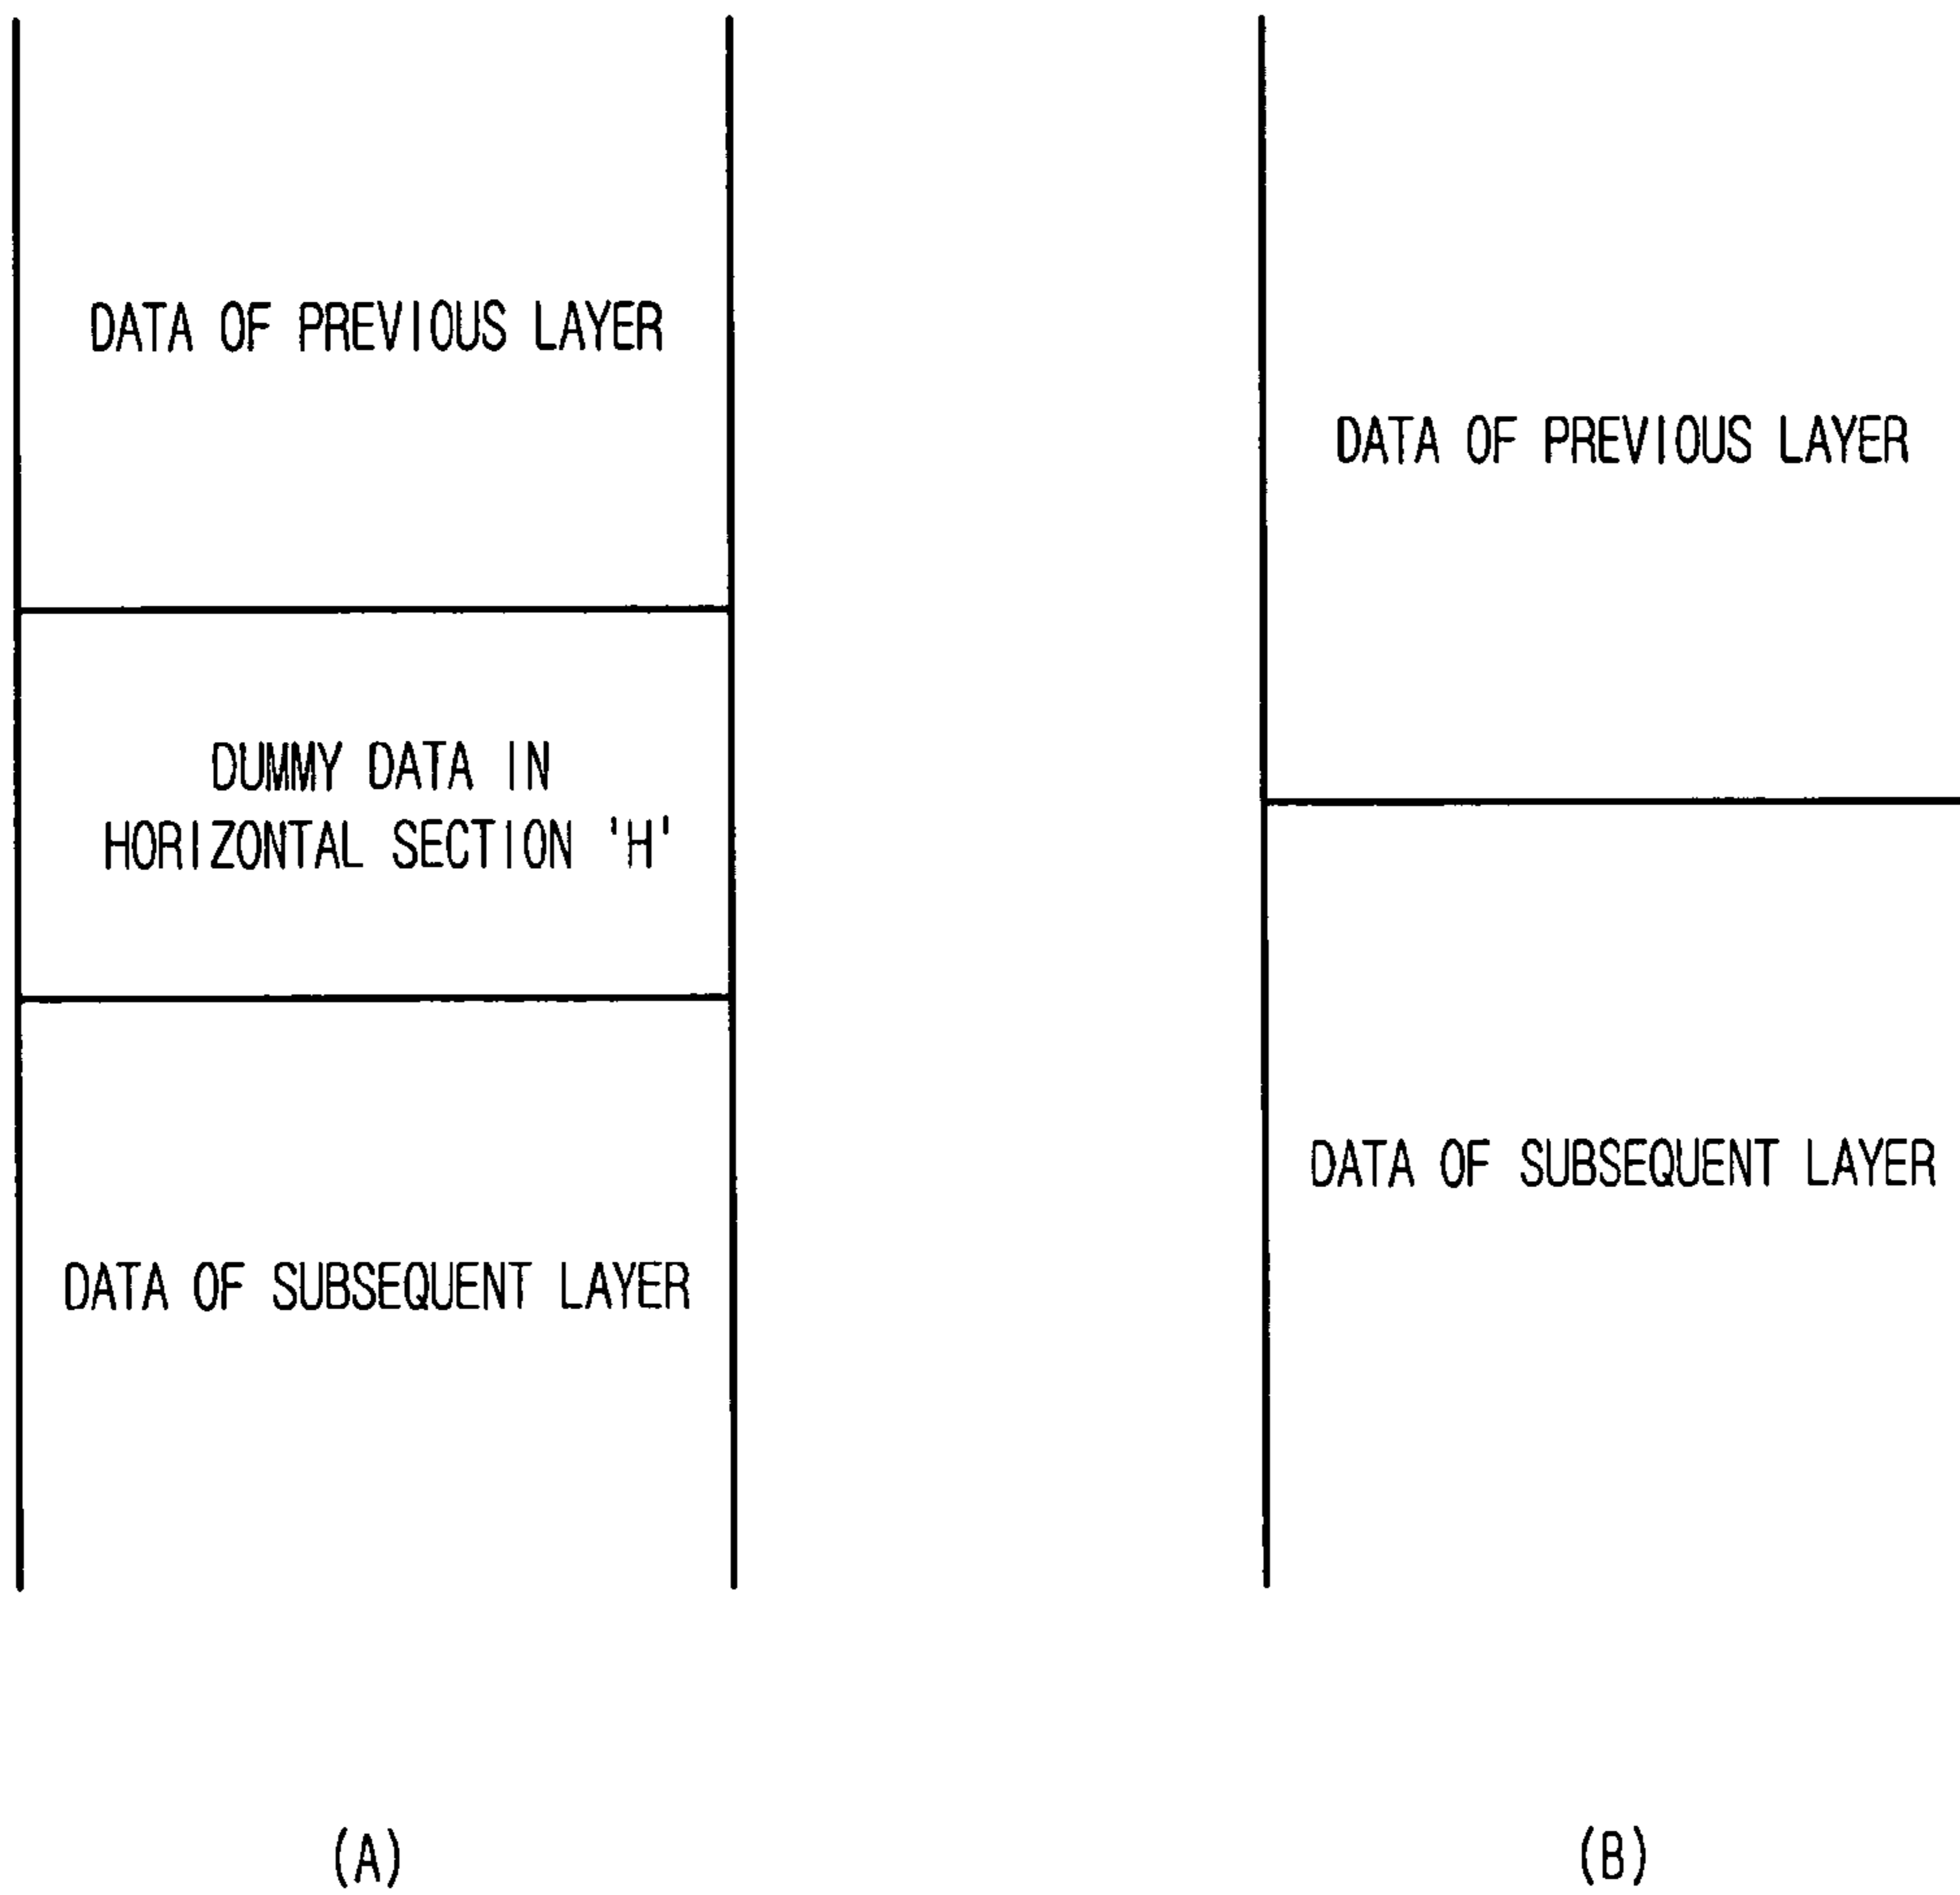 DATA OF PREVIOUS LAYER
DUMMY DATA IN
HORIZONTAL SECTION 'H'
DATA OF SUBSEQUENT LAYER
(A)
DATA OF PREVIOUS LAYER
DATA OF SUBSEQUENT LAYER
(B)